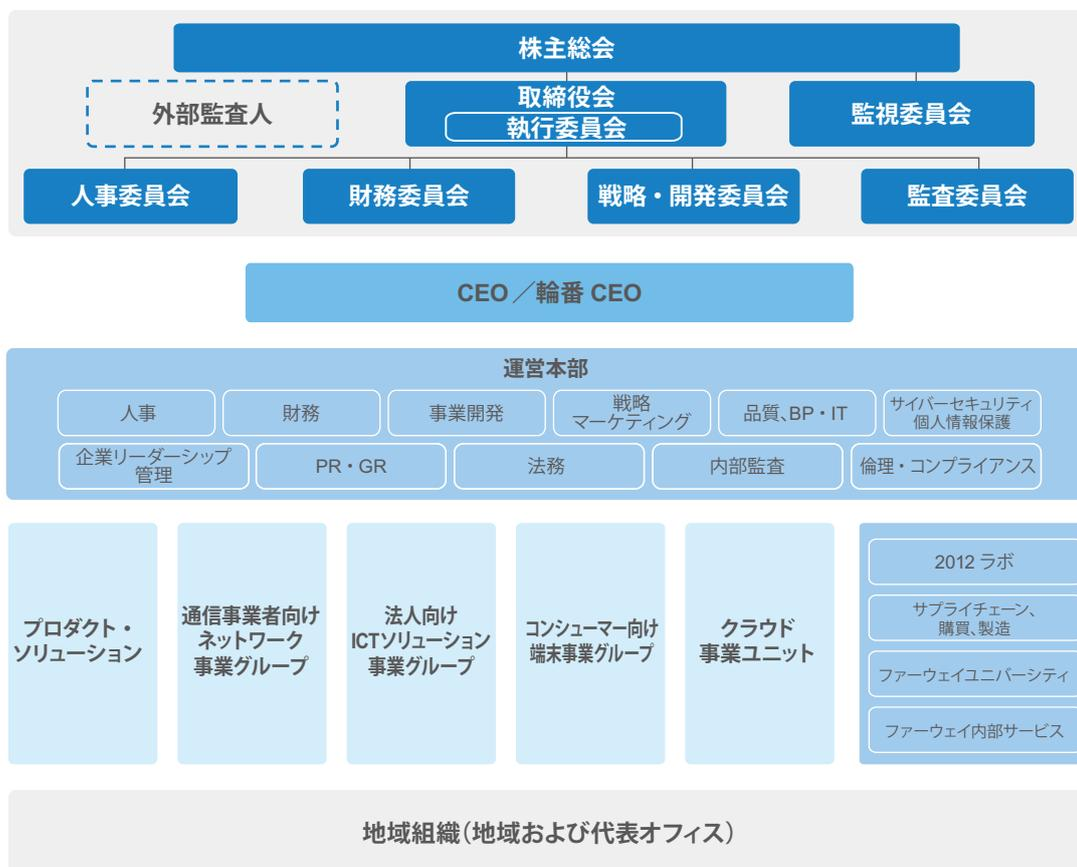 株主総会
外部監査人
取締役会
執行委員会
監視委員会
人事委員会
財務委員会
戦略・開発委員会
監査委員会
CEO／輪番 CEO
運営本部
人事
財務
事業開発
戦略
マーケティング
品質、BP・IT
サイバーセキュリティ
個人情報保護
企業リーダーシップ
管理
PR・GR
法務
内部監査
倫理・コンプライアンス
プロダクト・
ソリューション
通信事業者向け
ネットワーク
事業グループ
法人向け
ICTソリューション
事業グループ
コンシューマー向け
端末事業グループ
クラウド
事業ユニット
2012 ラボ
サプライチェーン、
購買、製造
ファーウェイユニバーシティ
ファーウェイ内部サービス
地域組織（地域および代表オフィス）